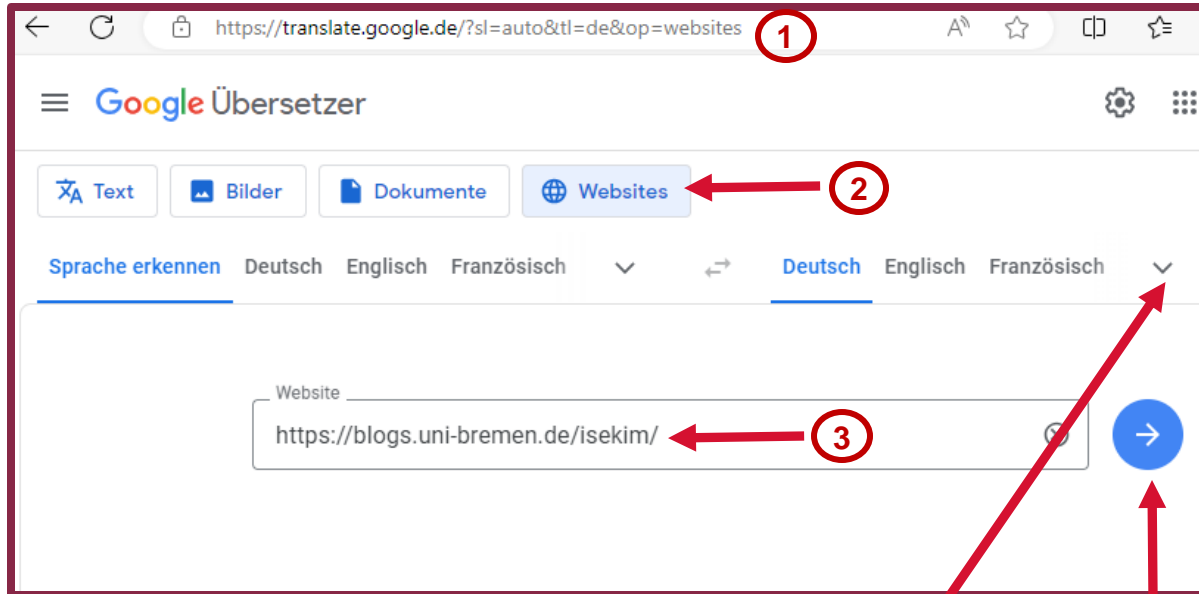 https://translate.google.de/?sl=auto&tl=de&op=websites 1
Google Übersetzer
Text Bilder Dokumente Websites 2
Sprache erkennen Deutsch Englisch Französisch Deutsch Englisch Französisch
Website
https://blogs.uni-bremen.de/isekim/ 3